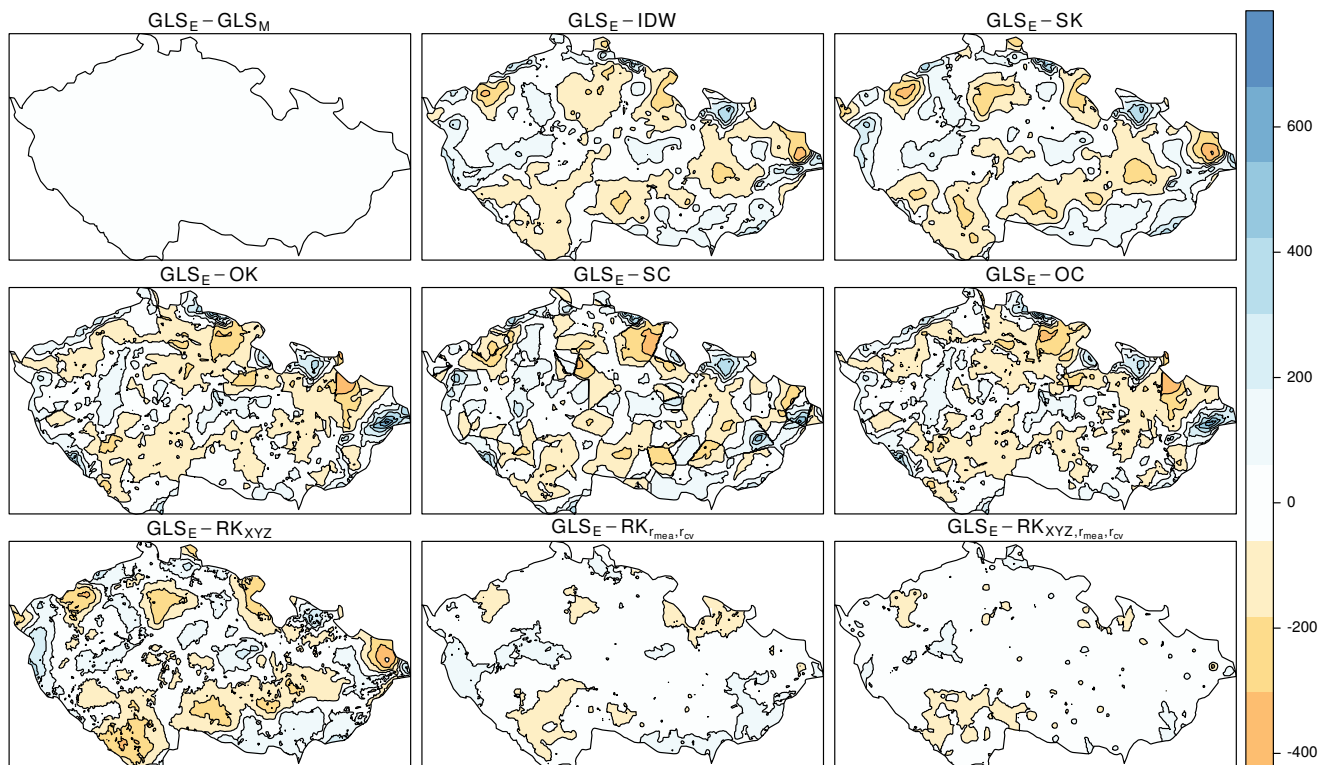 GLS_E − GLS_M
GLS_E − IDW
GLS_E − SK
GLS_E − OK
GLS_E − SC
GLS_E − OC
GLS_E − RK_XYZ
GLS_E − RK_r_mea, r_cv
GLS_E − RK_XYZ, r_mea, r_cv
600
400
200
0
-200
-400